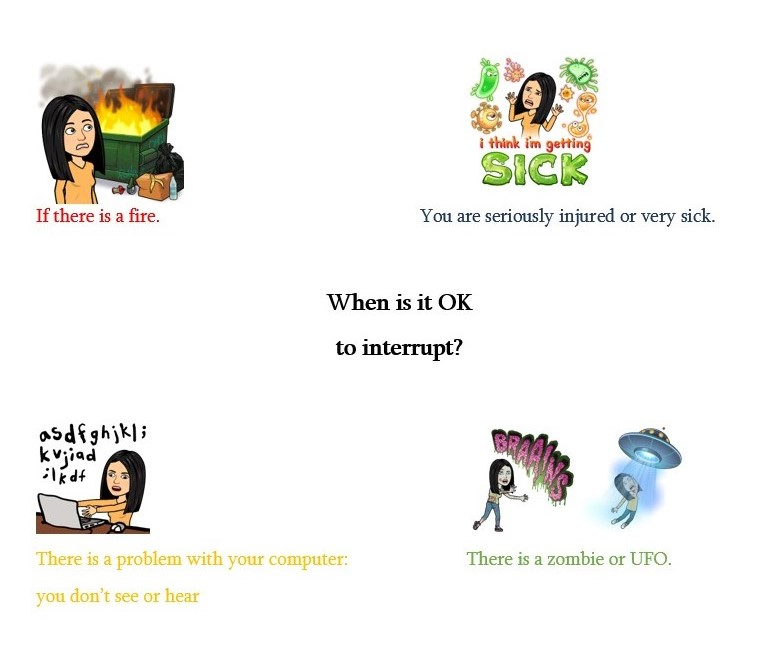 i think i'm getting
SICK
If there is a fire.
You are seriously injured or very sick.
When is it OK
to interrupt?
asdfghjkl;
kvjiad
;lkdf
BRAAINS
There is a problem with your computer:
you don't see or hear
There is a zombie or UFO.